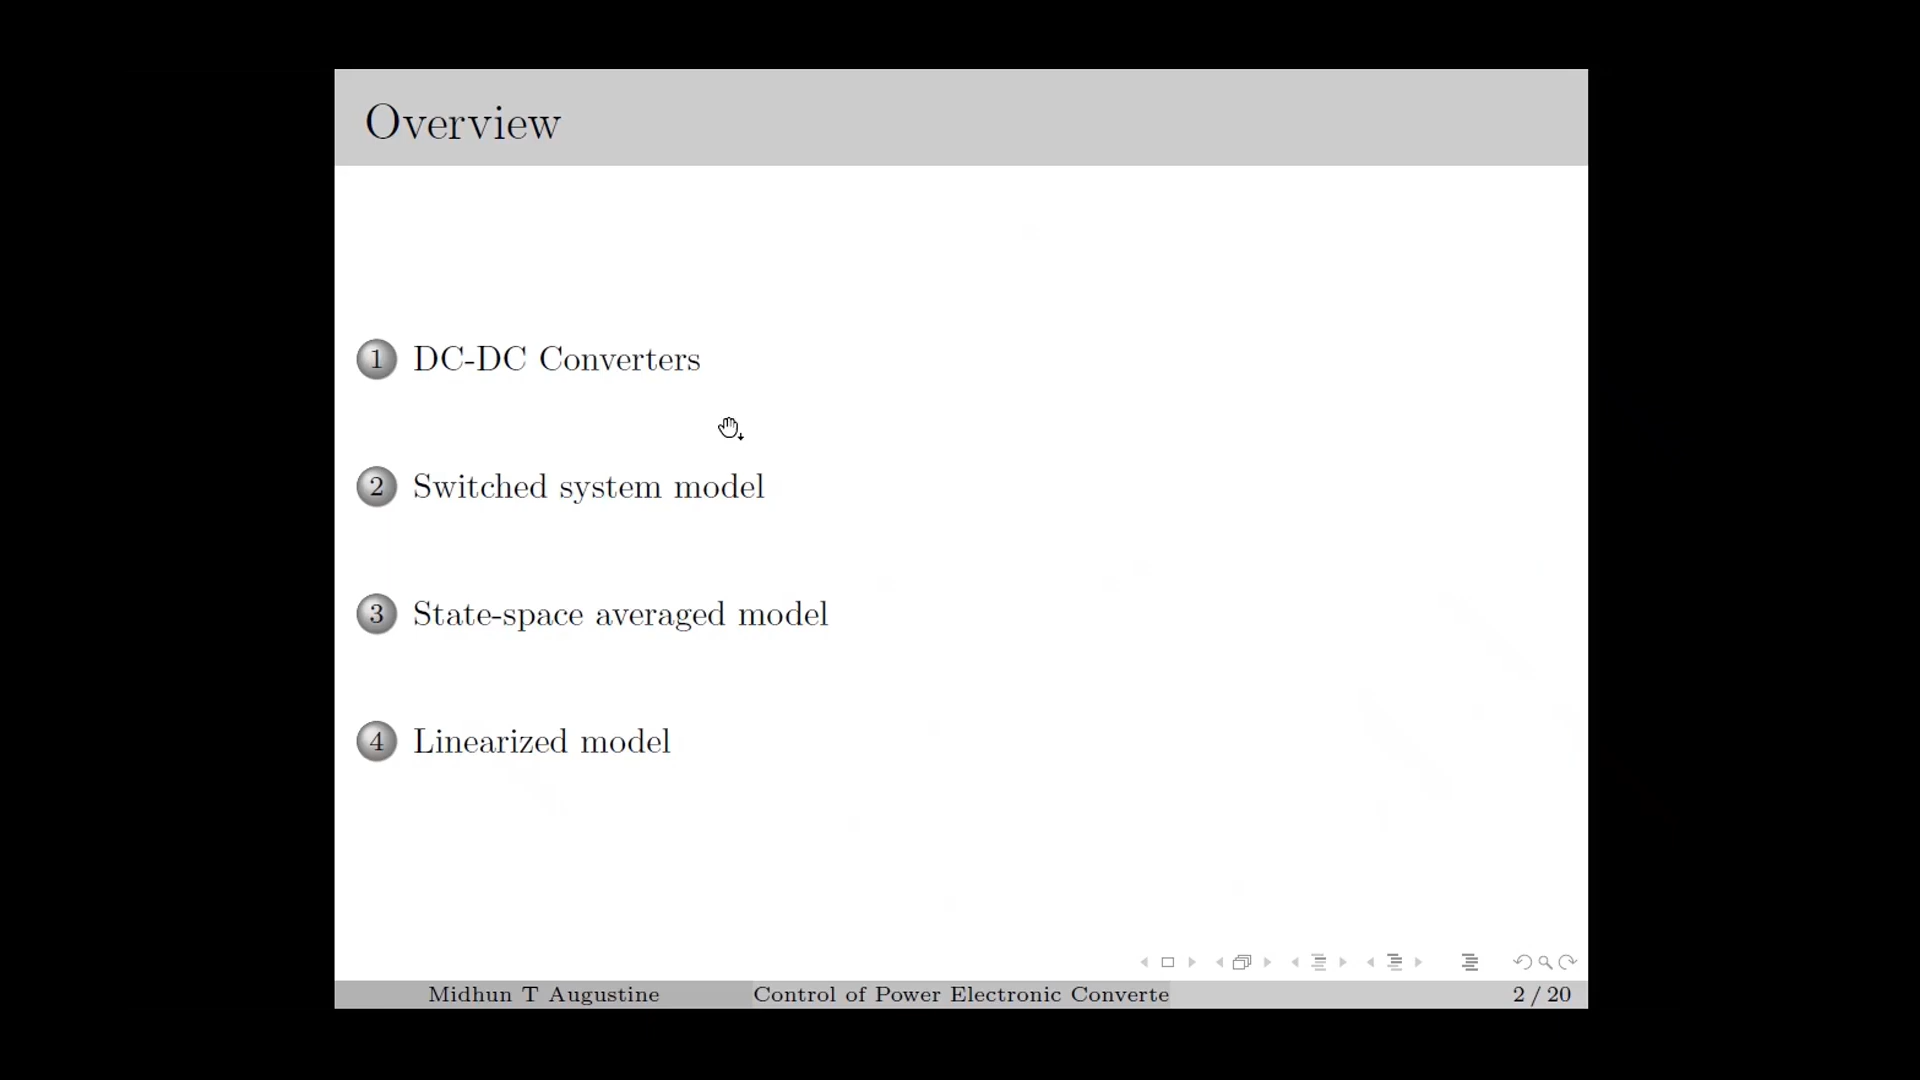 Overview
1 DC-DC Converters
2 Switched system model
3 State-space averaged model
4 Linearized model
Midhun T Augustine Control of Power Electronic Converte 2 / 20